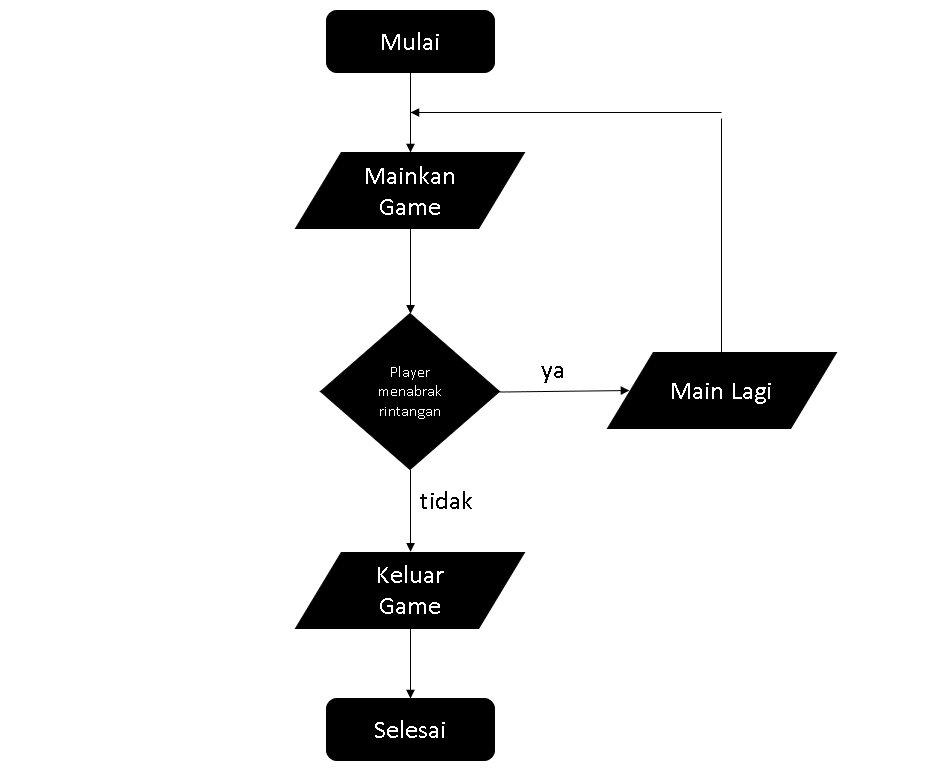 Mulai
Mainkan
Game
Player
menabrak
rintangan
ya
Main Lagi
tidak
Keluar
Game
Selesai